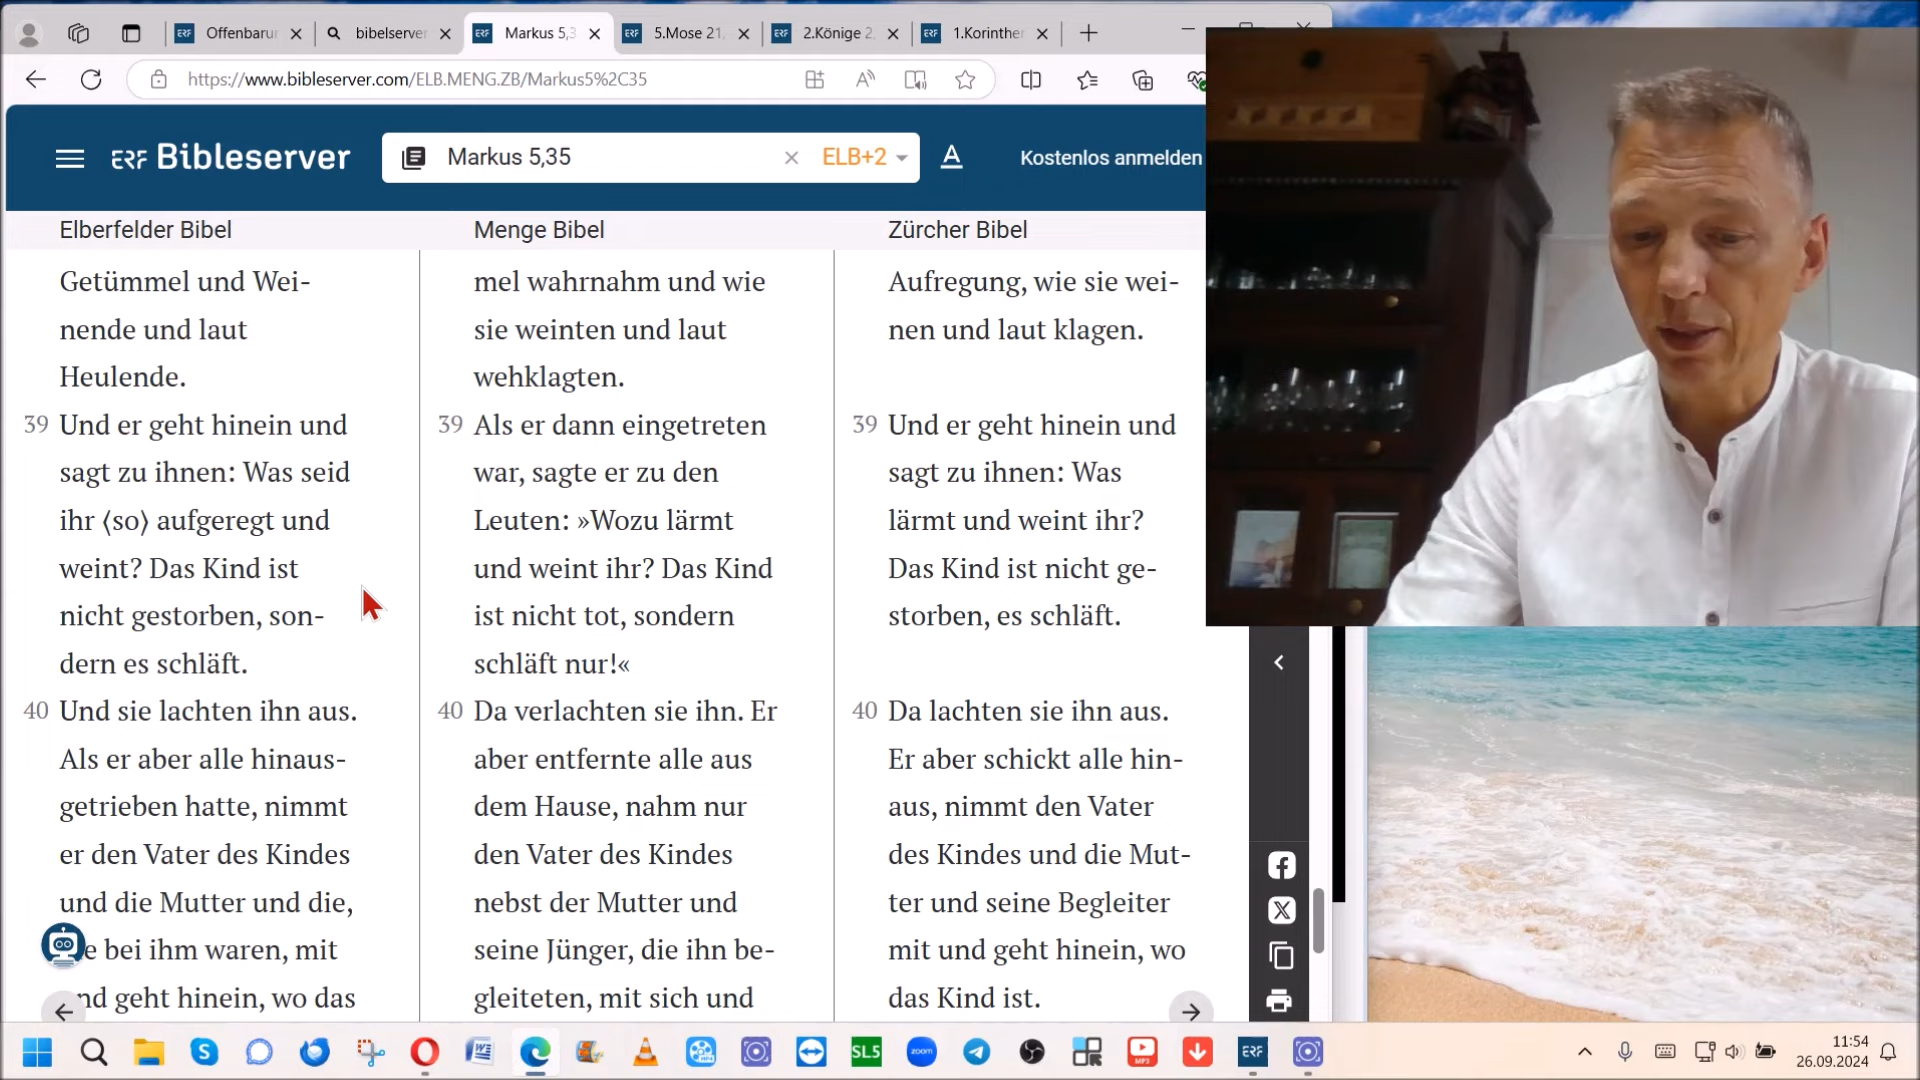 Offenbarun
bibelserver
Markus 5,3
5.Mose 21,
2.Könige 2
1.Korinthe
https://www.bibleserver.com/ELB.MENG.ZB/Markus5%2C35
ERF Bibleserver
Markus 5,35
ELB+2
A
Kostenlos anmelden
Elberfelder Bibel
Getümmel und Wei-
nende und laut
Heulende.
39 Und er geht hinein und
sagt zu ihnen: Was seid
ihr ⟨so⟩ aufgeregt und
weint? Das Kind ist
nicht gestorben, son-
dern es schläft.
40 Und sie lachten ihn aus.
Als er aber alle hinaus-
getrieben hatte, nimmt
er den Vater des Kindes
und die Mutter und die,
e bei ihm waren, mit
nd geht hinein, wo das
Menge Bibel
mel wahrnahm und wie
sie weinten und laut
wehklagten.
39 Als er dann eingetreten
war, sagte er zu den
Leuten: »Wozu lärmt
und weint ihr? Das Kind
ist nicht tot, sondern
schläft nur!«
40 Da verlachten sie ihn. Er
aber entfernte alle aus
dem Hause, nahm nur
den Vater des Kindes
nebst der Mutter und
seine Jünger, die ihn be-
gleiteten, mit sich und
Zürcher Bibel
Aufregung, wie sie wei-
nen und laut klagen.
39 Und er geht hinein und
sagt zu ihnen: Was
lärmt und weint ihr?
Das Kind ist nicht ge-
storben, es schläft.
40 Da lachten sie ihn aus.
Er aber schickt alle hin-
aus, nimmt den Vater
des Kindes und die Mut-
ter und seine Begleiter
mit und geht hinein, wo
das Kind ist.
SL5
zoom
MP3
ERF
11:54
26.09.2024